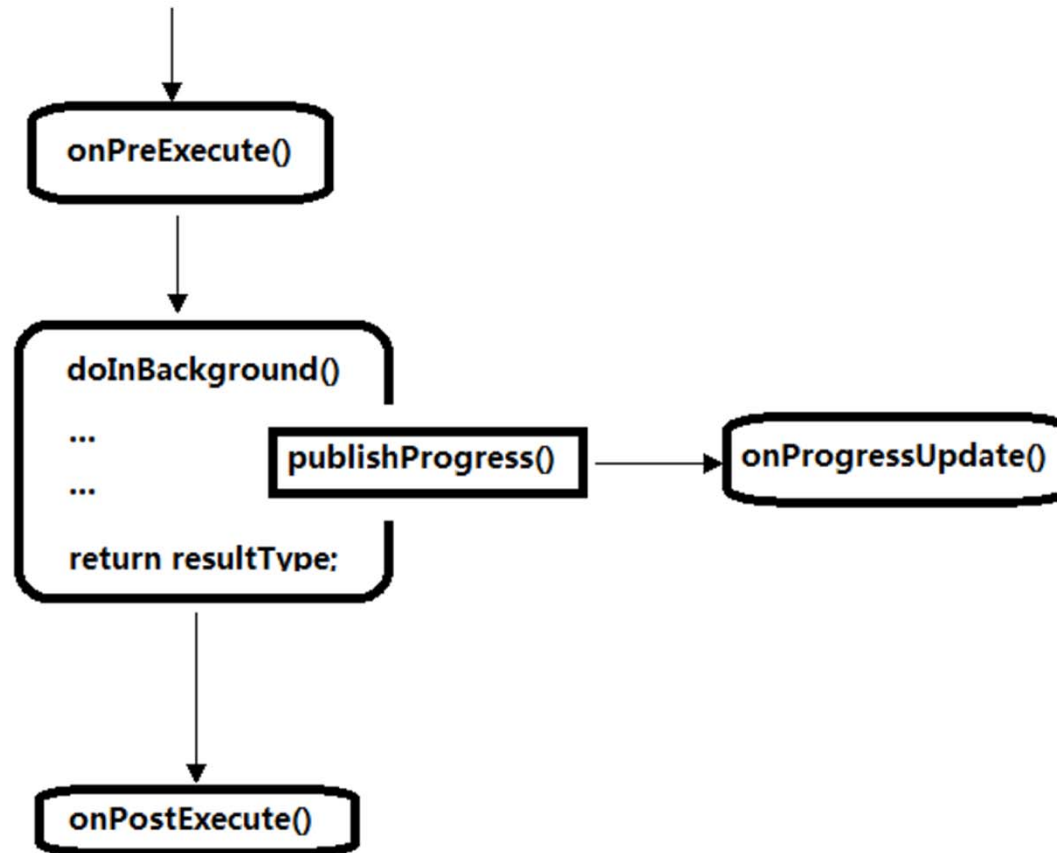 onPreExecute()
doInBackground()
...
publishProgress()
onProgressUpdate()
...
return resultType;
onPostExecute()